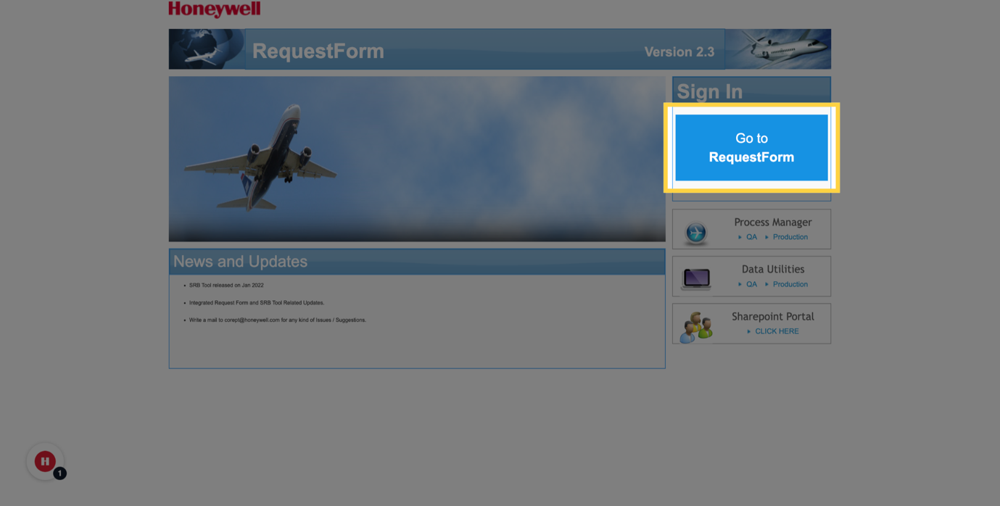 Honeywell
RequestForm
Version 2.3
Sign In
Go to
RequestForm
Process Manager
QA Production
Data Utilities
QA Production
Sharepoint Portal
CLICK HERE
News and Updates
SRB Tool released on Jan 2022
Integrated Request Form and SRB Tool Related Updates.
Write a mail to corept@honeywell.com for any kind of Issues / Suggestions.
H
1